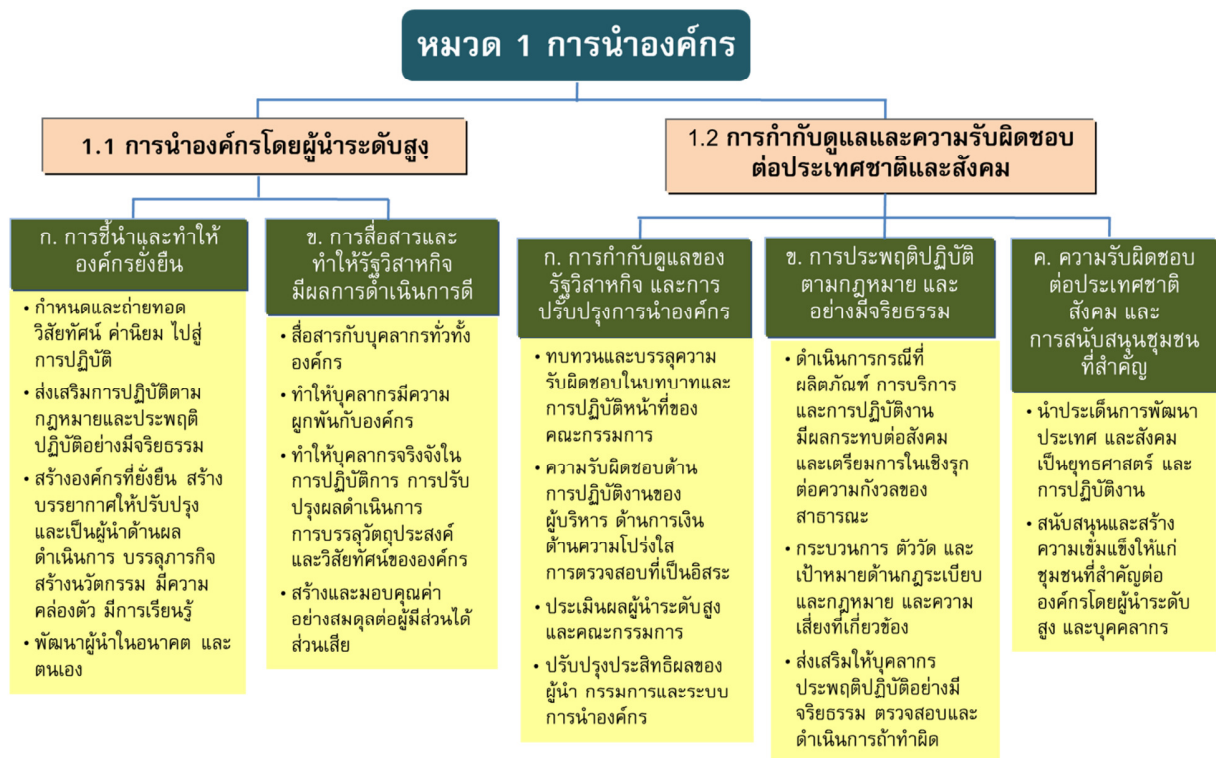 หมวด 1 การนำองค์กร
1.1 การนำองค์กรโดยผู้นำระดับสูง
ก. การชี้นำและทำให้
องค์กรยั่งยืน
• กำหนดและถ่ายทอด
วิสัยทัศน์ ค่านิยม ไปสู่
การปฏิบัติ
• ส่งเสริมการปฏิบัติตาม
กฎหมายและประพฤติ
ปฏิบัติอย่างมีจริยธรรม
• สร้างองค์กรที่ยั่งยืน สร้าง
บรรยากาศให้ปรับปรุง
และเป็นผู้นำด้านผล
ดำเนินการ บรรลุภารกิจ
สร้างนวัตกรรม มีความ
คล่องตัว มีการเรียนรู้
• พัฒนาผู้นำในอนาคต และ
ตนเอง
ข. การสื่อสารและ
ทำให้รัฐวิสาหกิจ
มีผลการดำเนินการดี
• สื่อสารกับบุคลากรทั่วทั้ง
องค์กร
• ทำให้บุคลากรมีความ
ผูกพันกับองค์กร
• ทำให้บุคลากรจริงจังใน
การปฏิบัติการ การปรับ
ปรุงผลดำเนินการ
การบรรลุวัตถุประสงค์
และวิสัยทัศน์ขององค์กร
• สร้างและมอบคุณค่า
อย่างสมดุลต่อผู้มีส่วนได้
ส่วนเสีย
1.2 การกำกับดูแลและความรับผิดชอบ
ต่อประเทศชาติและสังคม
ก. การกำกับดูแลของ
รัฐวิสาหกิจ และการ
ปรับปรุงการนำองค์กร
• ทบทวนและบรรลุความ
รับผิดชอบในบทบาทและ
การปฏิบัติหน้าที่ของ
คณะกรรมการ
• ความรับผิดชอบด้าน
การปฏิบัติงานของ
ผู้บริหาร ด้านการเงิน
ด้านความโปร่งใส
การตรวจสอบที่เป็นอิสระ
• ประเมินผลผู้นำระดับสูง
และคณะกรรมการ
• ปรับปรุงประสิทธิผลของ
ผู้นำ กรรมการและระบบ
การนำองค์กร
ข. การประพฤติปฏิบัติ
ตามกฎหมาย และ
อย่างมีจริยธรรม
• ดำเนินการกรณีที่
ผลิตภัณฑ์ การบริการ
และการปฏิบัติงาน
มีผลกระทบต่อสังคม
และเตรียมการในเชิงรุก
ต่อความกังวลของ
สาธารณะ
• กระบวนการ ตัววัด และ
เป้าหมายด้านกฎระเบียบ
และกฎหมาย และความ
เสี่ยงที่เกี่ยวข้อง
• ส่งเสริมให้บุคลากร
ประพฤติปฏิบัติอย่างมี
จริยธรรม ตรวจสอบและ
ดำเนินการถ้าทำผิด
ค. ความรับผิดชอบ
ต่อประเทศชาติ
สังคม และ
การสนับสนุนชุมชน
ที่สำคัญ
• นำประเด็นการพัฒนา
ประเทศ และสังคม
เป็นยุทธศาสตร์ และ
การปฏิบัติงาน
• สนับสนุนและสร้าง
ความเข้มแข็งให้แก่
ชุมชนที่สำคัญต่อ
องค์กรโดยผู้นำระดับ
สูง และบุคคลากร